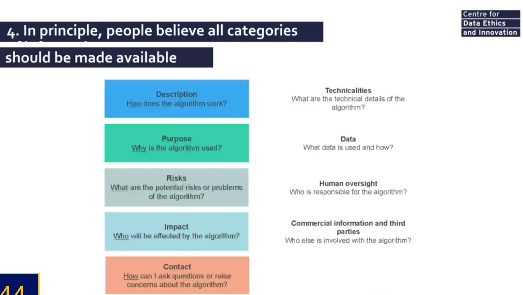 Centre for
Data Ethics
and Innovation
4. In principle, people believe all categories
should be made available
Description
How does the algorithm work?
Purpose
Why is the algorithm used?
Risks
What are the potential risks or problems
of the algorithm?
Impact
Who will be affected by the algorithm?
Contact
How can I ask questions or raise
concerns about the algorithm?
Technicalities
What are the technical details of the
algorithm?
Data
What data is used and how?
Human oversight
Who is responsible for the algorithm?
Commercial information and third
parties
Who else is involved with the algorithm?
44